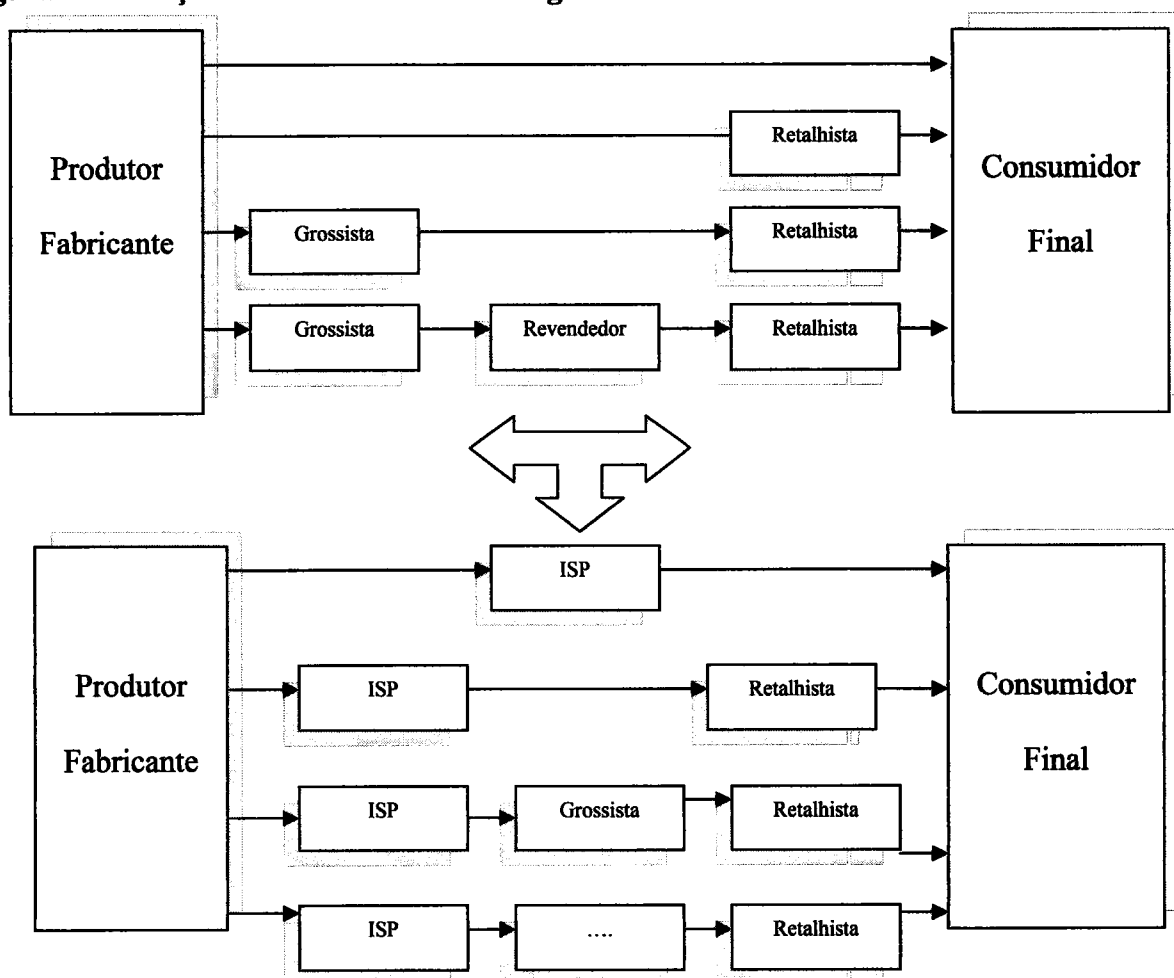 Produtor
Fabricante
Retalhista
Grossista
Retalhista
Grossista
Revendedor
Retalhista
Consumidor
Final
Produtor
Fabricante
ISP
ISP
Retalhista
ISP
Grossista
Retalhista
ISP
....
Retalhista
Consumidor
Final